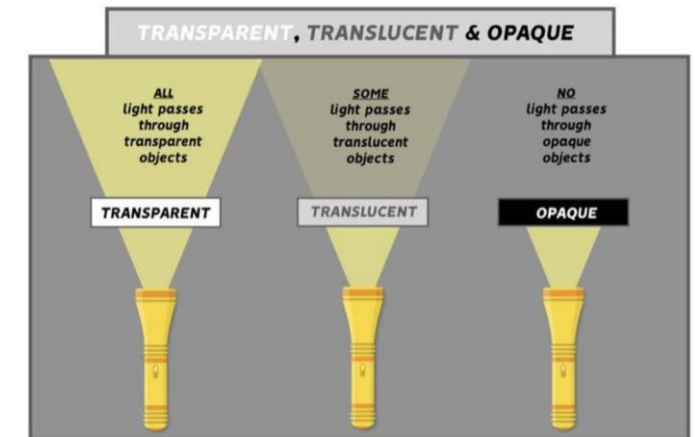 TRANSPARENT, TRANSLUCENT & OPAQUE
ALL
light passes
through
transparent
objects
TRANSPARENT
SOME
light passes
through
translucent
objects
TRANSLUCENT
NO
light passes
through
opaque
objects
OPAQUE